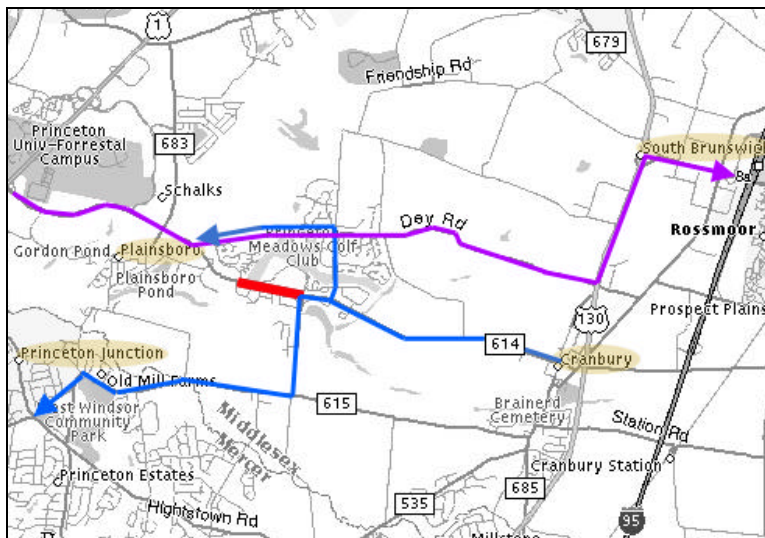 1
679
Friendship Rd
Princeton
Univ-Forrestal
Campus
683
South Brunswick
Schalks
Dey Rd
Rossmoor
Gordon Pond
Plainsboro
Meadows Golf
Club
Plainsboro
Pond
Prospect Plains
130
614
Princeton Junction
Cranbury
Old Mill Farms
West Windsor
Community
Park
615
Brainerd
Cemetery
Middlesex
Mercer
Station Rd
Cranbury Station
Princeton Estates
685
535
Hightstown Rd
95